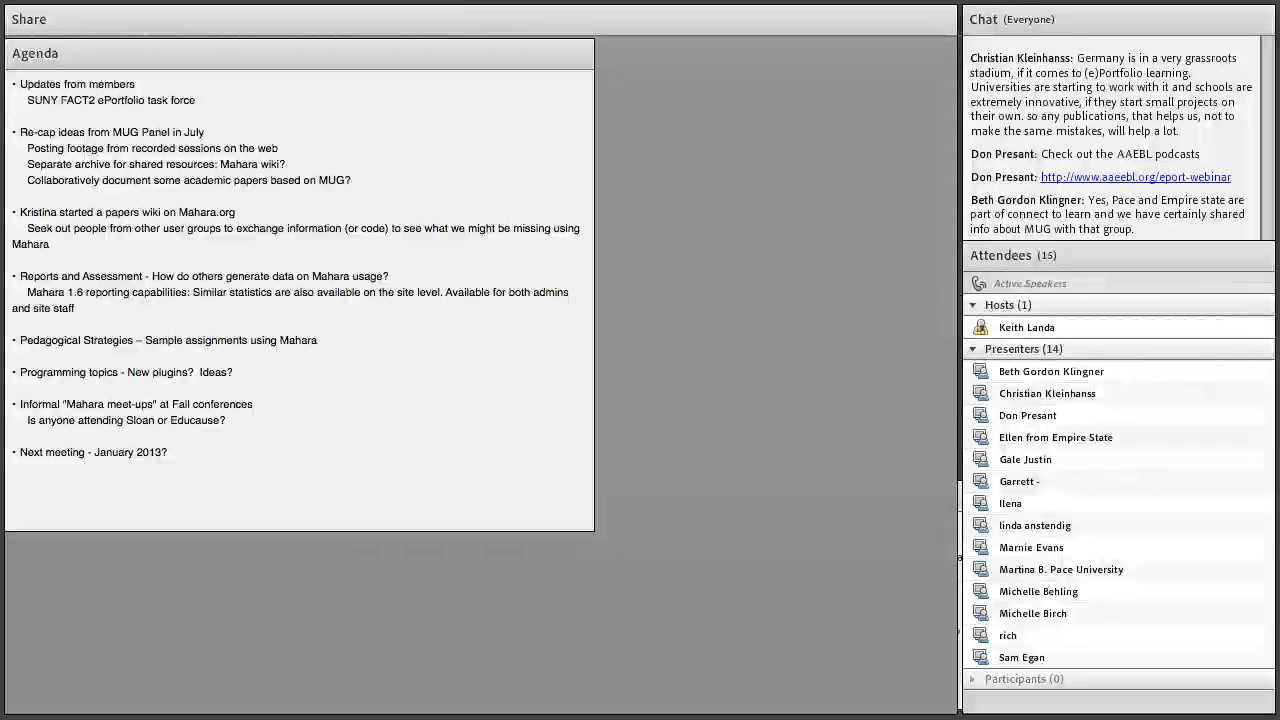 Share
Agenda
• Updates from members
SUNY FACT2 ePortfolio task force
• Re-cap ideas from MUG Panel in July
Posting footage from recorded sessions on the web
Separate archive for shared resources: Mahara wiki?
Collaboratively document some academic papers based on MUG?
• Kristina started a papers wiki on Mahara.org
Seek out people from other user groups to exchange information (or code) to see what we might be missing using
Mahara
• Reports and Assessment - How do others generate data on Mahara usage?
Mahara 1.6 reporting capabilities: Similar statistics are also available on the site level. Available for both admins
and site staff
• Pedagogical Strategies – Sample assignments using Mahara
• Programming topics - New plugins?  Ideas?
• Informal "Mahara meet-ups" at Fall conferences
Is anyone attending Sloan or Educause?
• Next meeting - January 2013?
Chat (Everyone)
Christian Kleinhanss: Germany is in a very grassroots
stadium, if it comes to (e)Portfolio learning.
Universities are starting to work with it and schools are
extremely innovative, if they start small projects on
their own. so any publications, that helps us, not to
make the same mistakes, will help a lot.
Don Presant: Check out the AAEBL podcasts
Don Presant: http://www.aaeebl.org/eport-webinar
Beth Gordon Klingner: Yes, Pace and Empire state are
part of connect to learn and we have certainly shared
info about MUG with that group.
Attendees (15)
Active Speakers
Hosts (1)
Keith Landa
Presenters (14)
Beth Gordon Klingner
Christian Kleinhanss
Don Presant
Ellen from Empire State
Gale Justin
Garrett -
Ilena
linda anstendig
Marnie Evans
Martina B. Pace University
Michelle Behling
Michelle Birch
rich
Sam Egan
Participants (0)